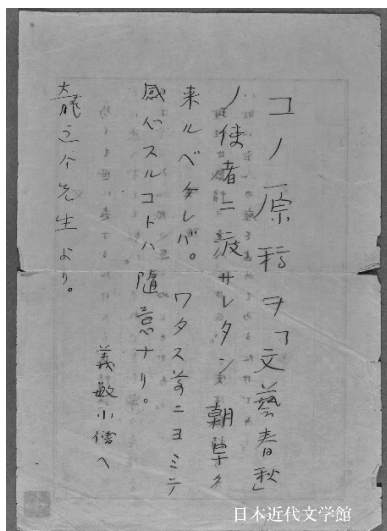 コノ原稿ヲ「文藝春秋」
ノ使者ニ渡サレタシ 朝早ク
来ルベケレバ。ワタス前ニヨミテ
感心スルコトハ随意ナリ。
義敏小僧ヘ
龍之介先生より。
日本近代文学館